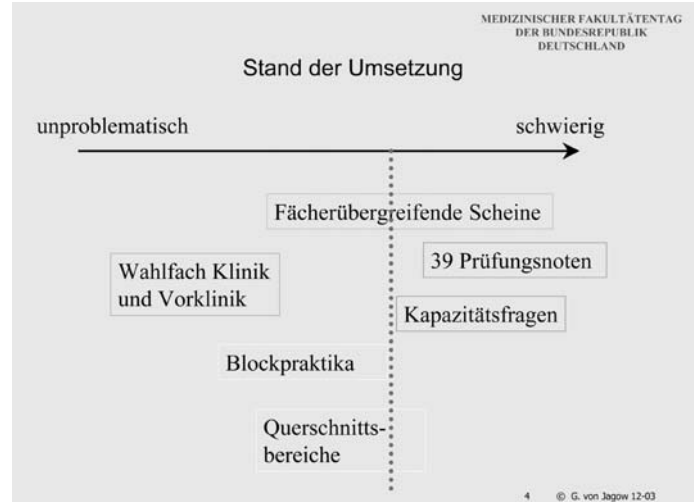 MEDIZINISCHER FAKULTÄTENTAG
DER BUNDESREPUBLIK
DEUTSCHLAND
Stand der Umsetzung
unproblematisch
schwierig
Fächerübergreifende Scheine
39 Prüfungsnoten
Wahlfach Klinik
und Vorklinik
Kapazitätsfragen
Blockpraktika
Querschnitts-
bereiche
4 © G. von Jagow 12-03